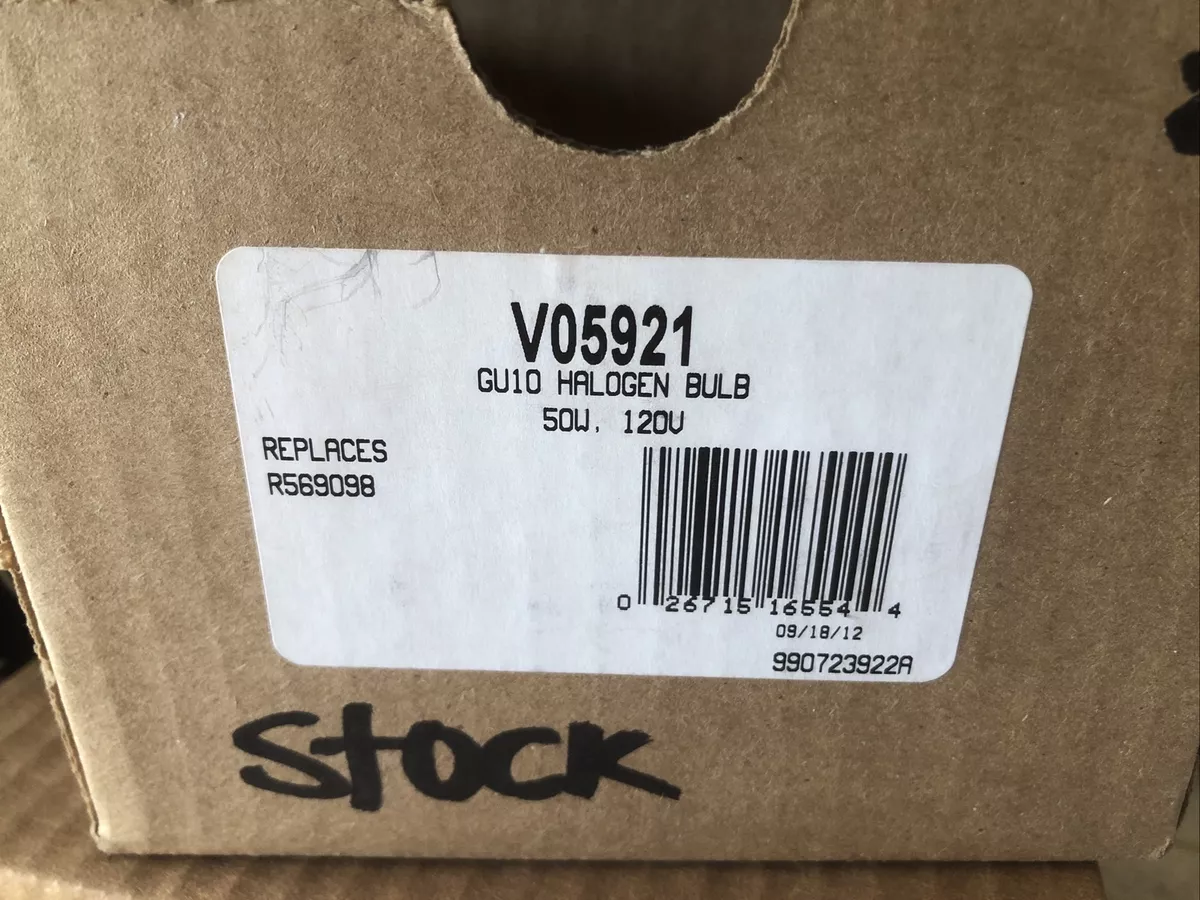 V05921
GU10 HALOGEN BULB
50W, 120V
REPLACES
R569098
0 26715 16554 4
09/18/12
990723922A
STOCK